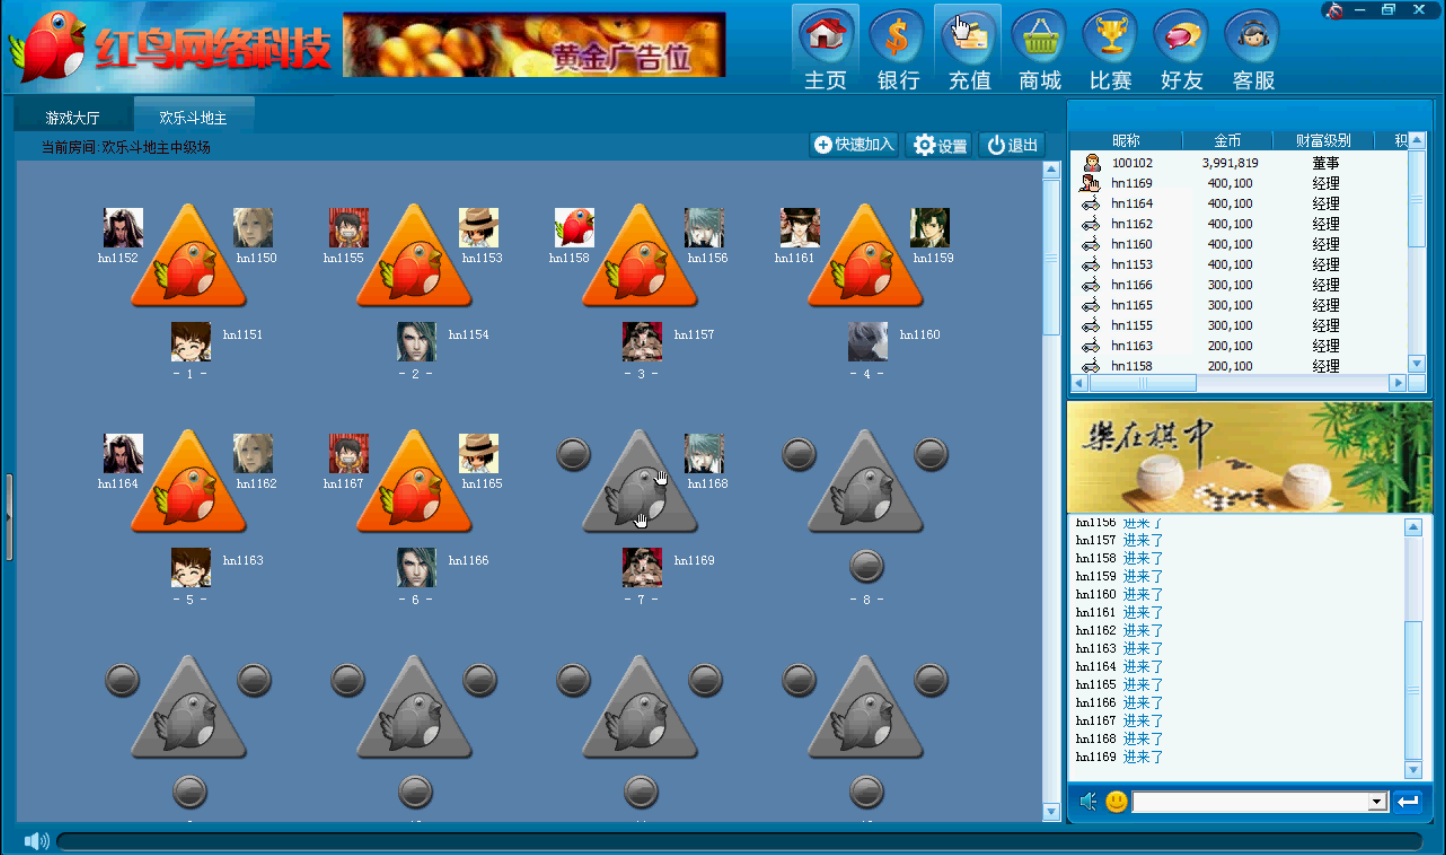 红鸟网络科技
黄金广告位
主页 银行 充值 商城 比赛 好友 客服
游戏大厅 欢乐斗地主
当前房间:欢乐斗地主中级场
快速加入 设置 退出
hn1152 hn1150 hn1155 hn1153 hn1158 hn1156 hn1161 hn1159
hn1151 hn1154 hn1157 hn1160
- 1 - - 2 - - 3 - - 4 -
hn1164 hn1162 hn1167 hn1165 hn1168
hn1163 hn1166 hn1169
- 5 - - 6 - - 7 - - 8 -
昵称 金币 财富级别 积
100102 3,991,819 董事
hn1169 400,100 经理
hn1164 400,100 经理
hn1162 400,100 经理
hn1160 400,100 经理
hn1153 400,100 经理
hn1166 300,100 经理
hn1165 300,100 经理
hn1155 300,100 经理
hn1163 200,100 经理
hn1158 200,100 经理
樂在棋中
hn1156 进来了
hn1157 进来了
hn1158 进来了
hn1159 进来了
hn1160 进来了
hn1161 进来了
hn1162 进来了
hn1163 进来了
hn1164 进来了
hn1165 进来了
hn1166 进来了
hn1167 进来了
hn1168 进来了
hn1169 进来了